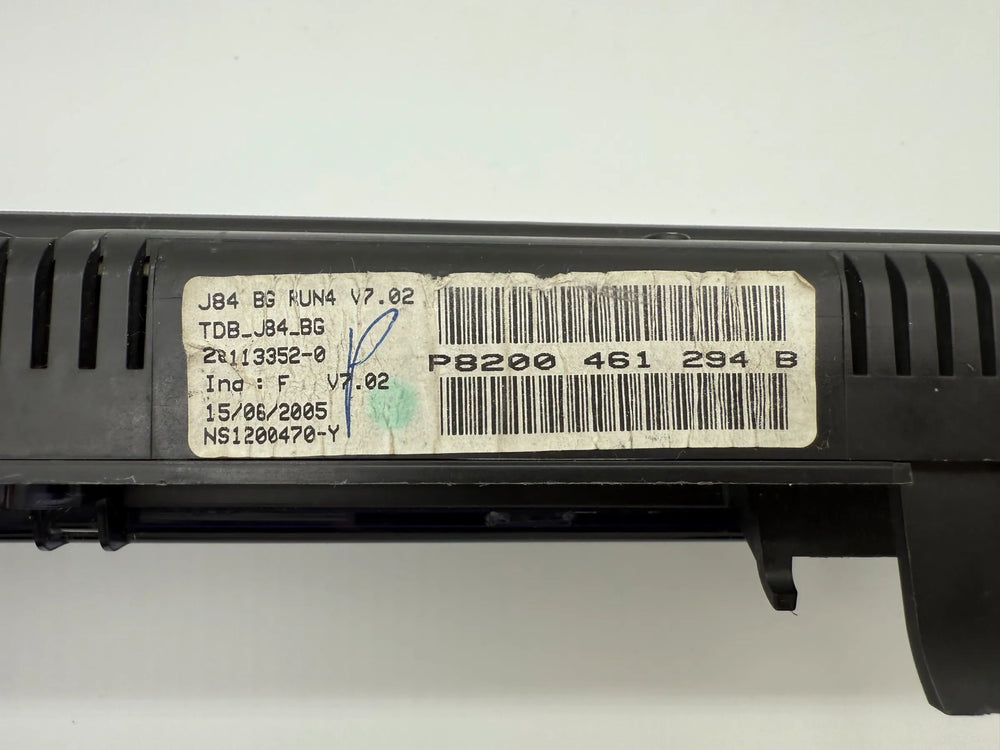 J84 BG RUN4 V7.02
TDB_J84_BG
28113352-0
Ind : F V7.02
15/06/2005
NS1200470-Y
P8200 461 294 B